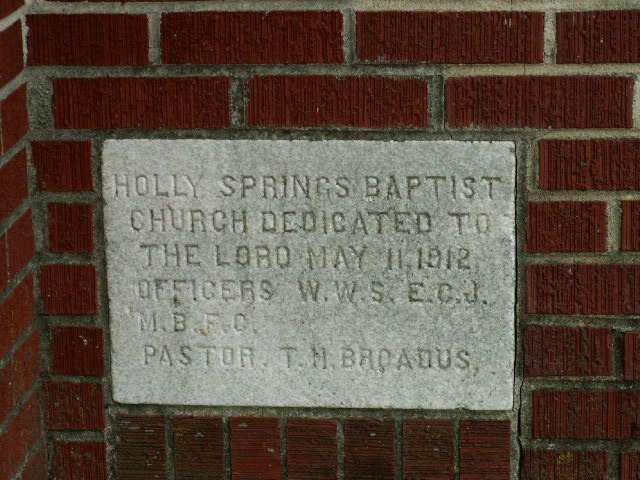 HOLLY SPRINGS BAPTIST
CHURCH DEDICATED TO
THE LORD MAY 11, 1912
OFFICERS W.W.S. E.C.J.
M.B.F.C.
PASTOR. T.H. BROADUS,